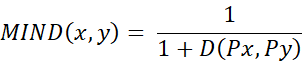 MIND(x, y) = 1 / (1 + D(Px, Py))